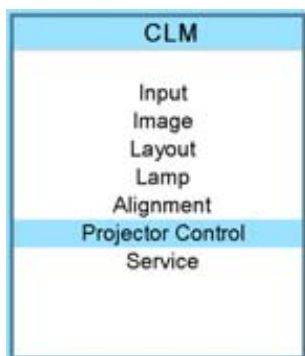 CLM
Input
Image
Layout
Lamp
Alignment
Projector Control
Service